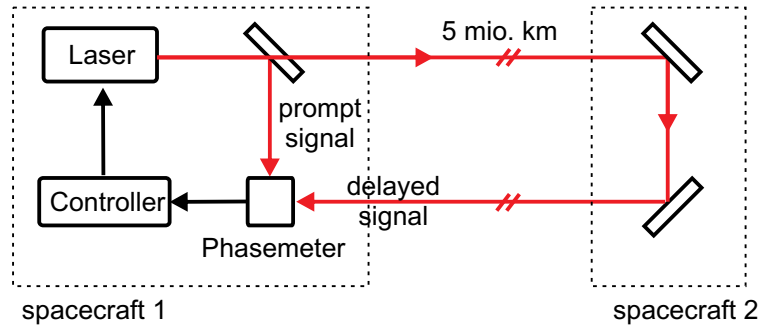 Laser
5 mio. km
prompt
signal
Controller
delayed
signal
Phasemeter
spacecraft 1
spacecraft 2